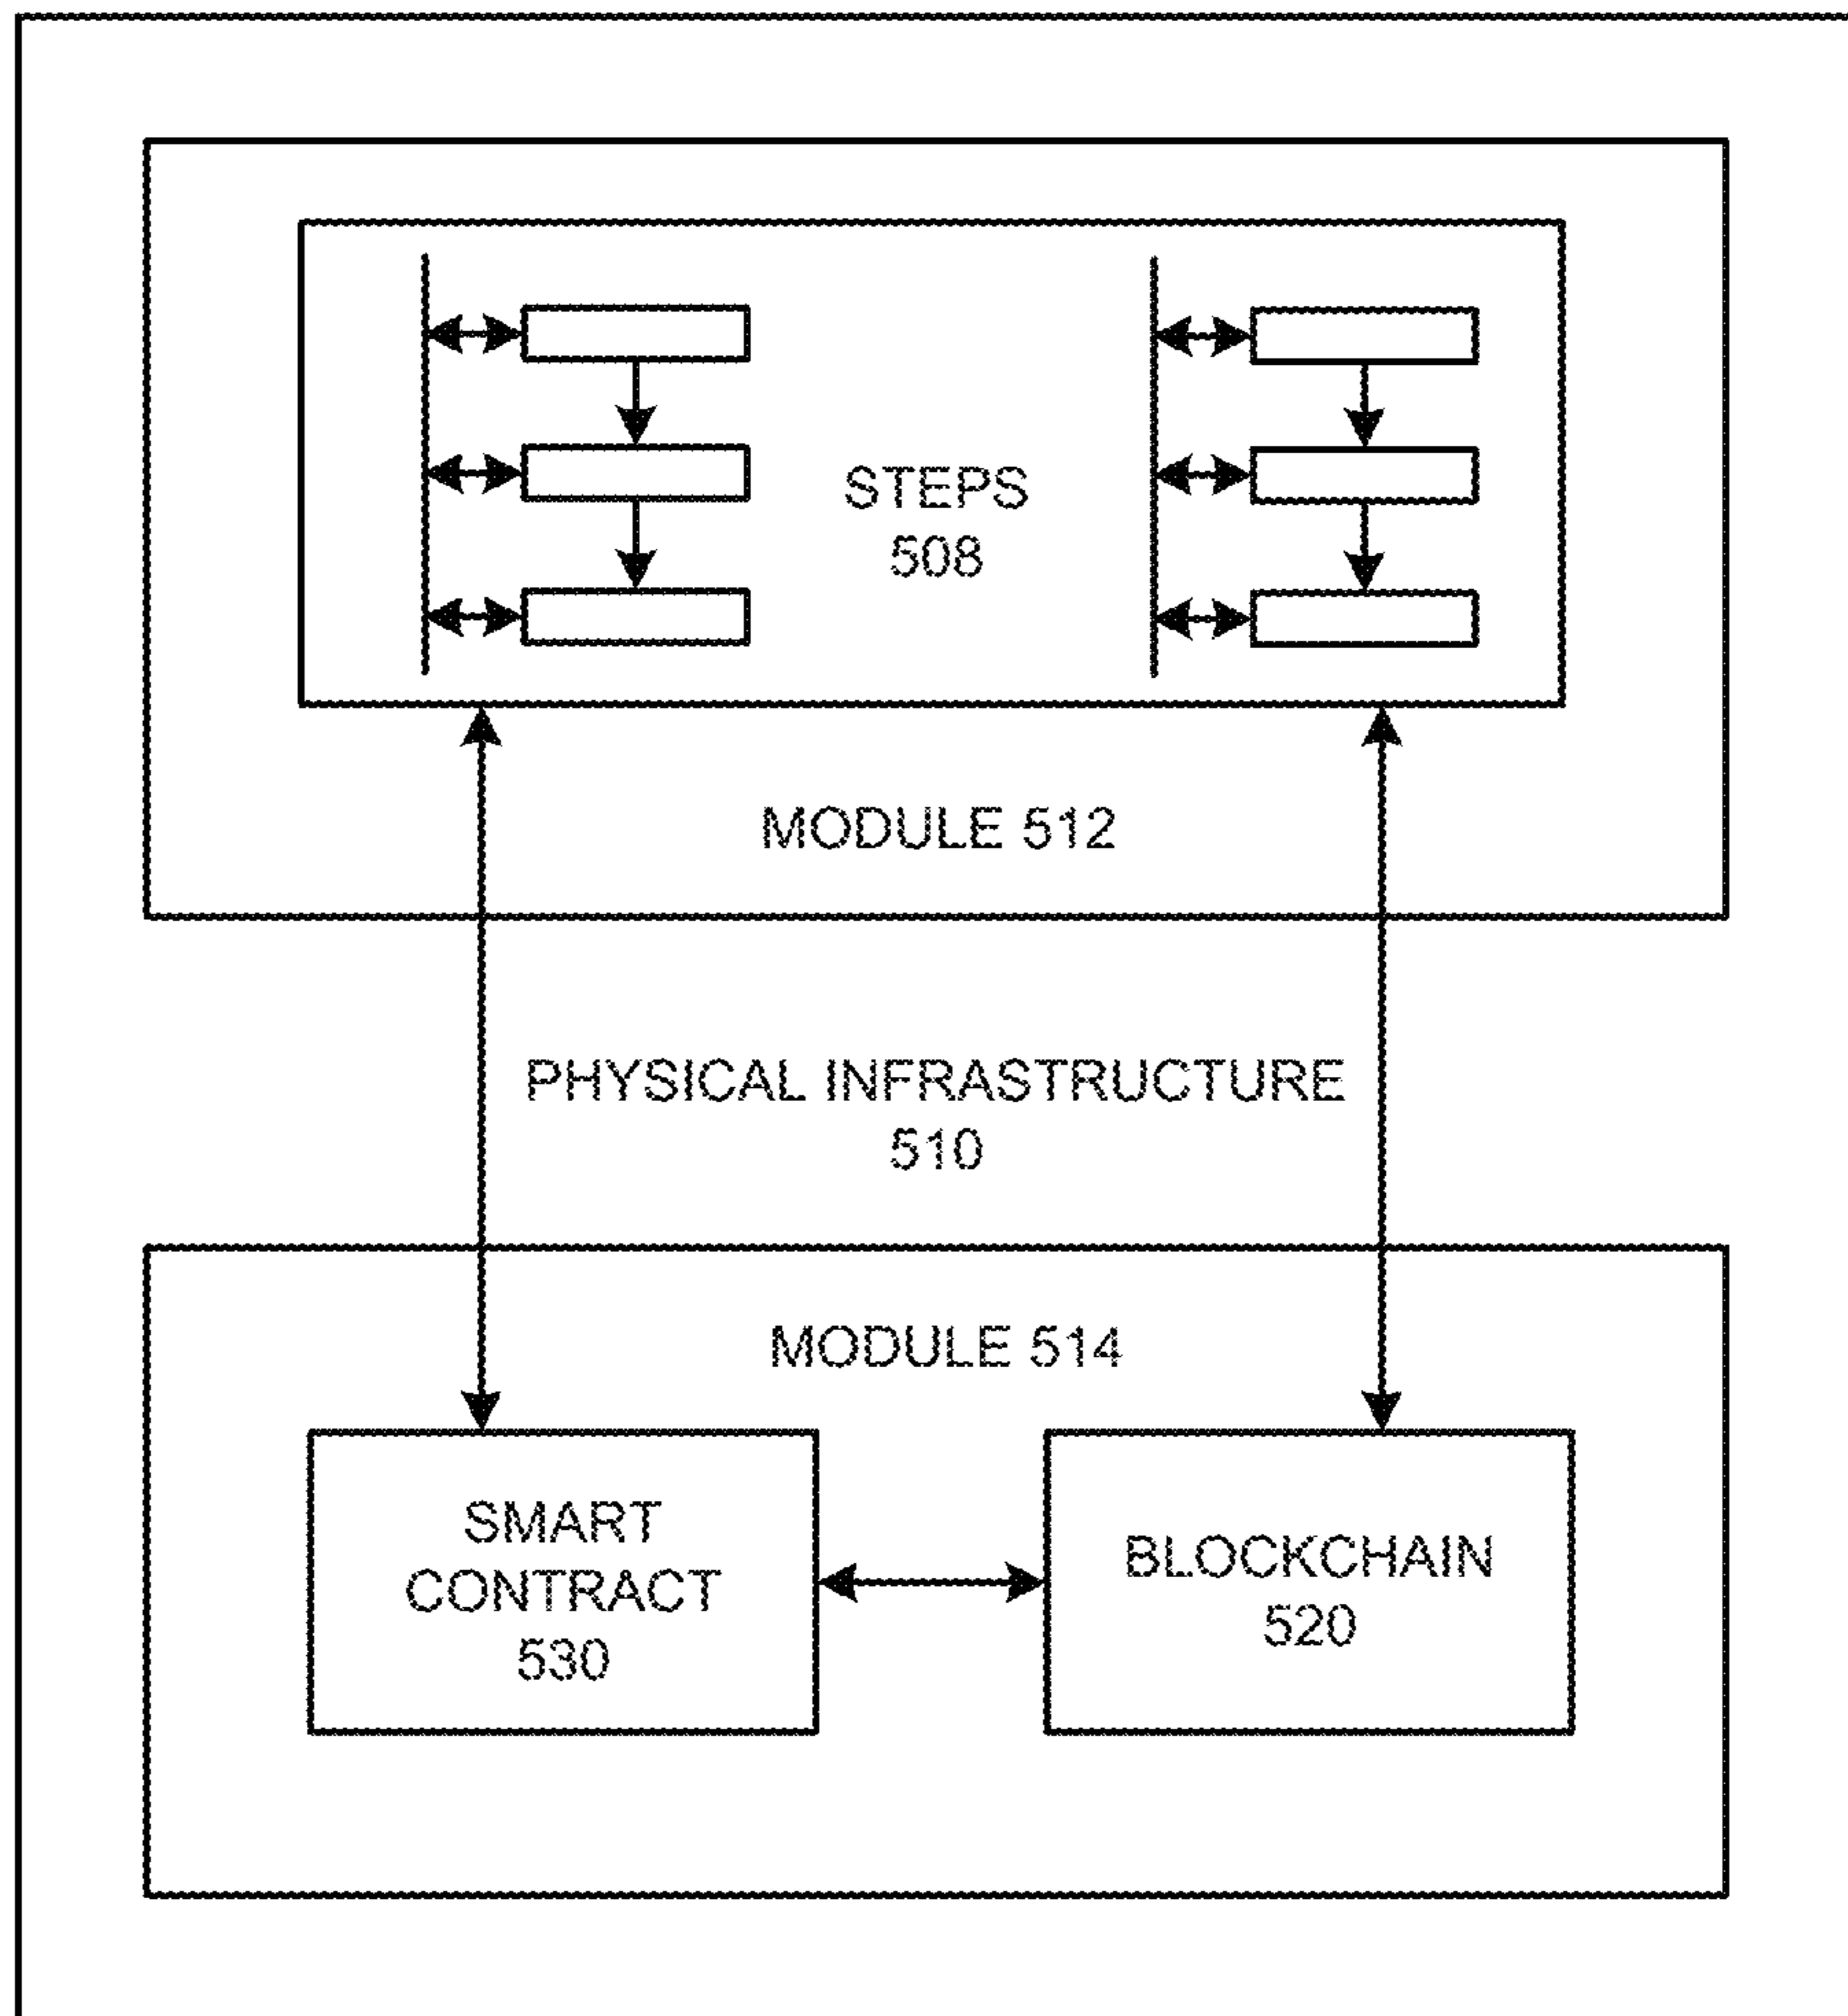 STEPS
508
MODULE 512
PHYSICAL INFRASTRUCTURE
510
MODULE 514
SMART
CONTRACT
530
BLOCKCHAIN
520